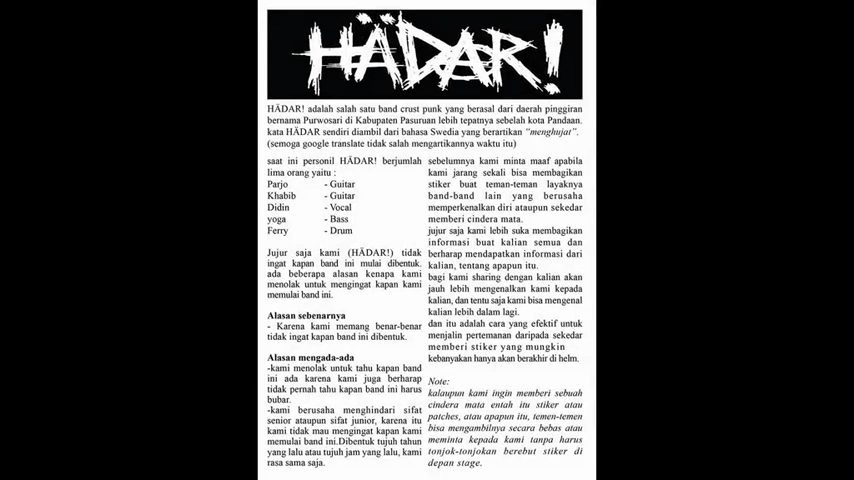 HÄDAR!
HÄDAR! adalah salah satu band crust punk yang berasal dari daerah pinggiran
bernama Purwosari di Kabupaten Pasuruan lebih tepatnya sebelah kota Pandaan.
kata HÄDAR sendiri diambil dari bahasa Swedia yang berartikan "menghujat".
(semoga google translate tidak salah mengartikannya waktu itu)
saat ini personil HÄDAR! berjumlah
lima orang yaitu :
Parjo - Guitar
Khabib - Guitar
Didin - Vocal
yoga - Bass
Ferry - Drum
Jujur saja kami (HÄDAR!) tidak
ingat kapan band ini mulai dibentuk.
ada beberapa alasan kenapa kami
menolak untuk mengingat kapan kami
memulai band ini.
Alasan sebenarnya
- Karena kami memang benar-benar
tidak ingat kapan band ini dibentuk.
Alasan mengada-ada
-kami menolak untuk tahu kapan band
ini ada karena kami juga berharap
tidak pernah tahu kapan band ini harus
bubar.
-kami berusaha menghindari sifat
senior ataupun sifat junior, karena itu
kami tidak mau mengingat kapan kami
memulai band ini.Dibentuk tujuh tahun
yang lalu atau tujuh jam yang lalu, kami
rasa sama saja.
sebelumnya kami minta maaf apabila
kami jarang sekali bisa membagikan
stiker buat teman-teman layaknya
band-band lain yang berusaha
memperkenalkan diri ataupun sekedar
memberi cindera mata.
jujur saja kami lebih suka membagikan
informasi buat kalian semua dan
berharap mendapatkan informasi dari
kalian, tentang apapun itu.
bagi kami sharing dengan kalian akan
jauh lebih mengenalkan kami kepada
kalian, dan tentu saja kami bisa mengenal
kalian lebih dalam lagi.
dan itu adalah cara yang efektif untuk
menjalin pertemanan daripada sekedar
memberi stiker yang mungkin
kebanyakan hanya akan berakhir di helm.
Note:
kalaupun kami ingin memberi sebuah
cindera mata entah itu stiker atau
patches, atau apapun itu, temen-temen
bisa mengambilnya secara bebas atau
meminta kepada kami tanpa harus
tonjok-tonjokan berebut stiker di
depan stage.